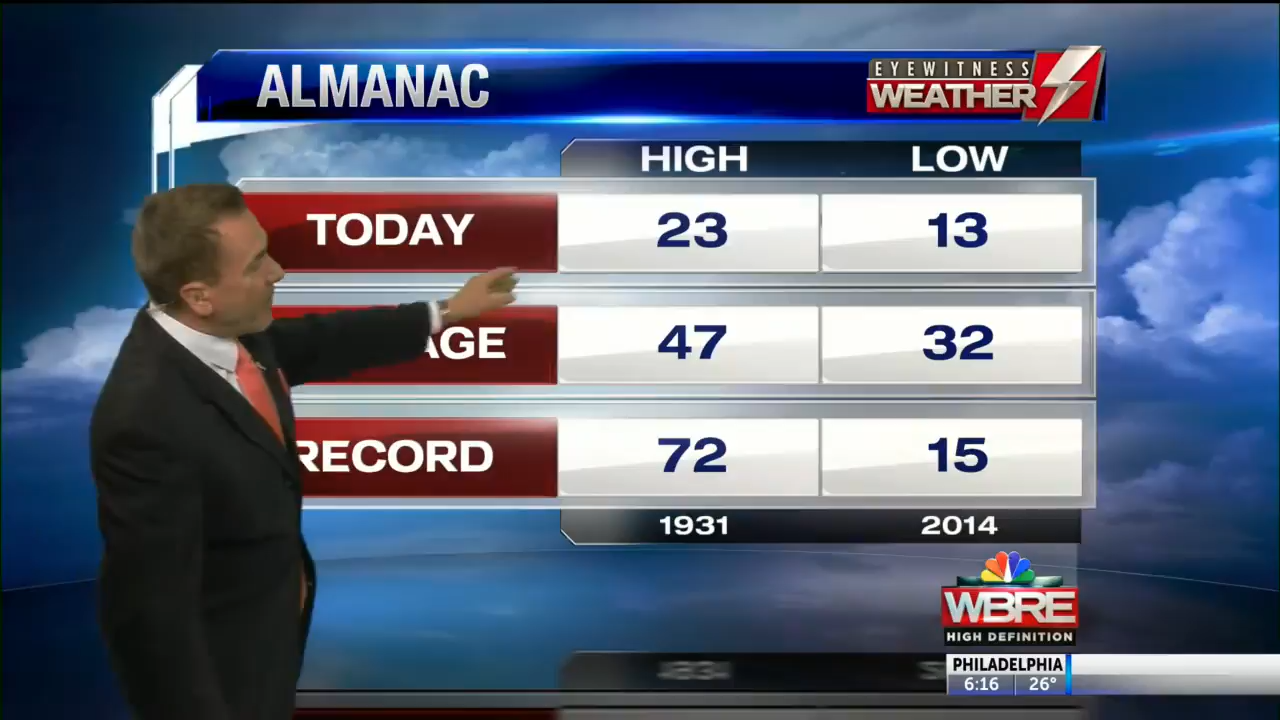 ALMANAC
EYEWITNESS
WEATHER
HIGH LOW
TODAY 23 13
AGE 47 32
RECORD 72 15
1931 2014
WBRE
HIGH DEFINITION
PHILADELPHIA
6:16 26°